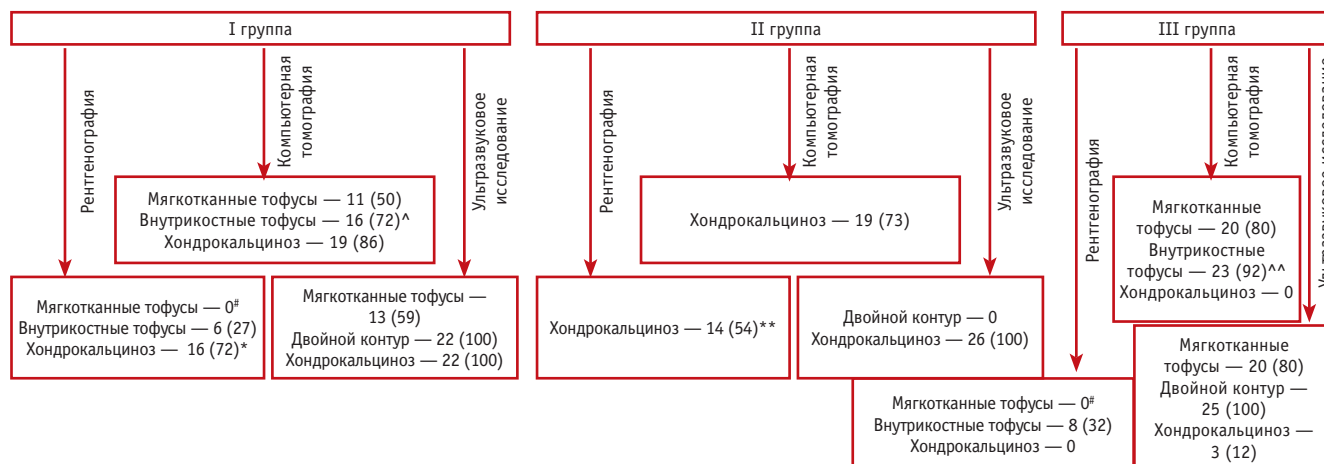 I группа
Рентгенография
Компьютерная
томография
Ультразвуковое
исследование
Мягкотканные тофусы — 11 (50)
Внутрикостные тофусы — 16 (72)^
Хондрокальциноз — 19 (86)
Мягкотканные тофусы — 0#
Внутрикостные тофусы — 6 (27)
Хондрокальциноз — 16 (72)*
Мягкотканные тофусы —
13 (59)
Двойной контур — 22 (100)
Хондрокальциноз — 22 (100)
II группа
Рентгенография
Компьютерная
томография
Ультразвуковое
исследование
Хондрокальциноз — 19 (73)
Хондрокальциноз — 14 (54)**
Двойной контур — 0
Хондрокальциноз — 26 (100)
III группа
Рентгенография
Компьютерная
томография
Мягкотканные
тофусы — 20 (80)
Внутрикостные
тофусы — 23 (92)^^
Хондрокальциноз — 0
Мягкотканные тофусы — 0#
Внутрикостные тофусы — 8 (32)
Хондрокальциноз — 0
Мягкотканные
тофусы — 20 (80)
Двойной контур —
25 (100)
Хондрокальциноз —
3 (12)